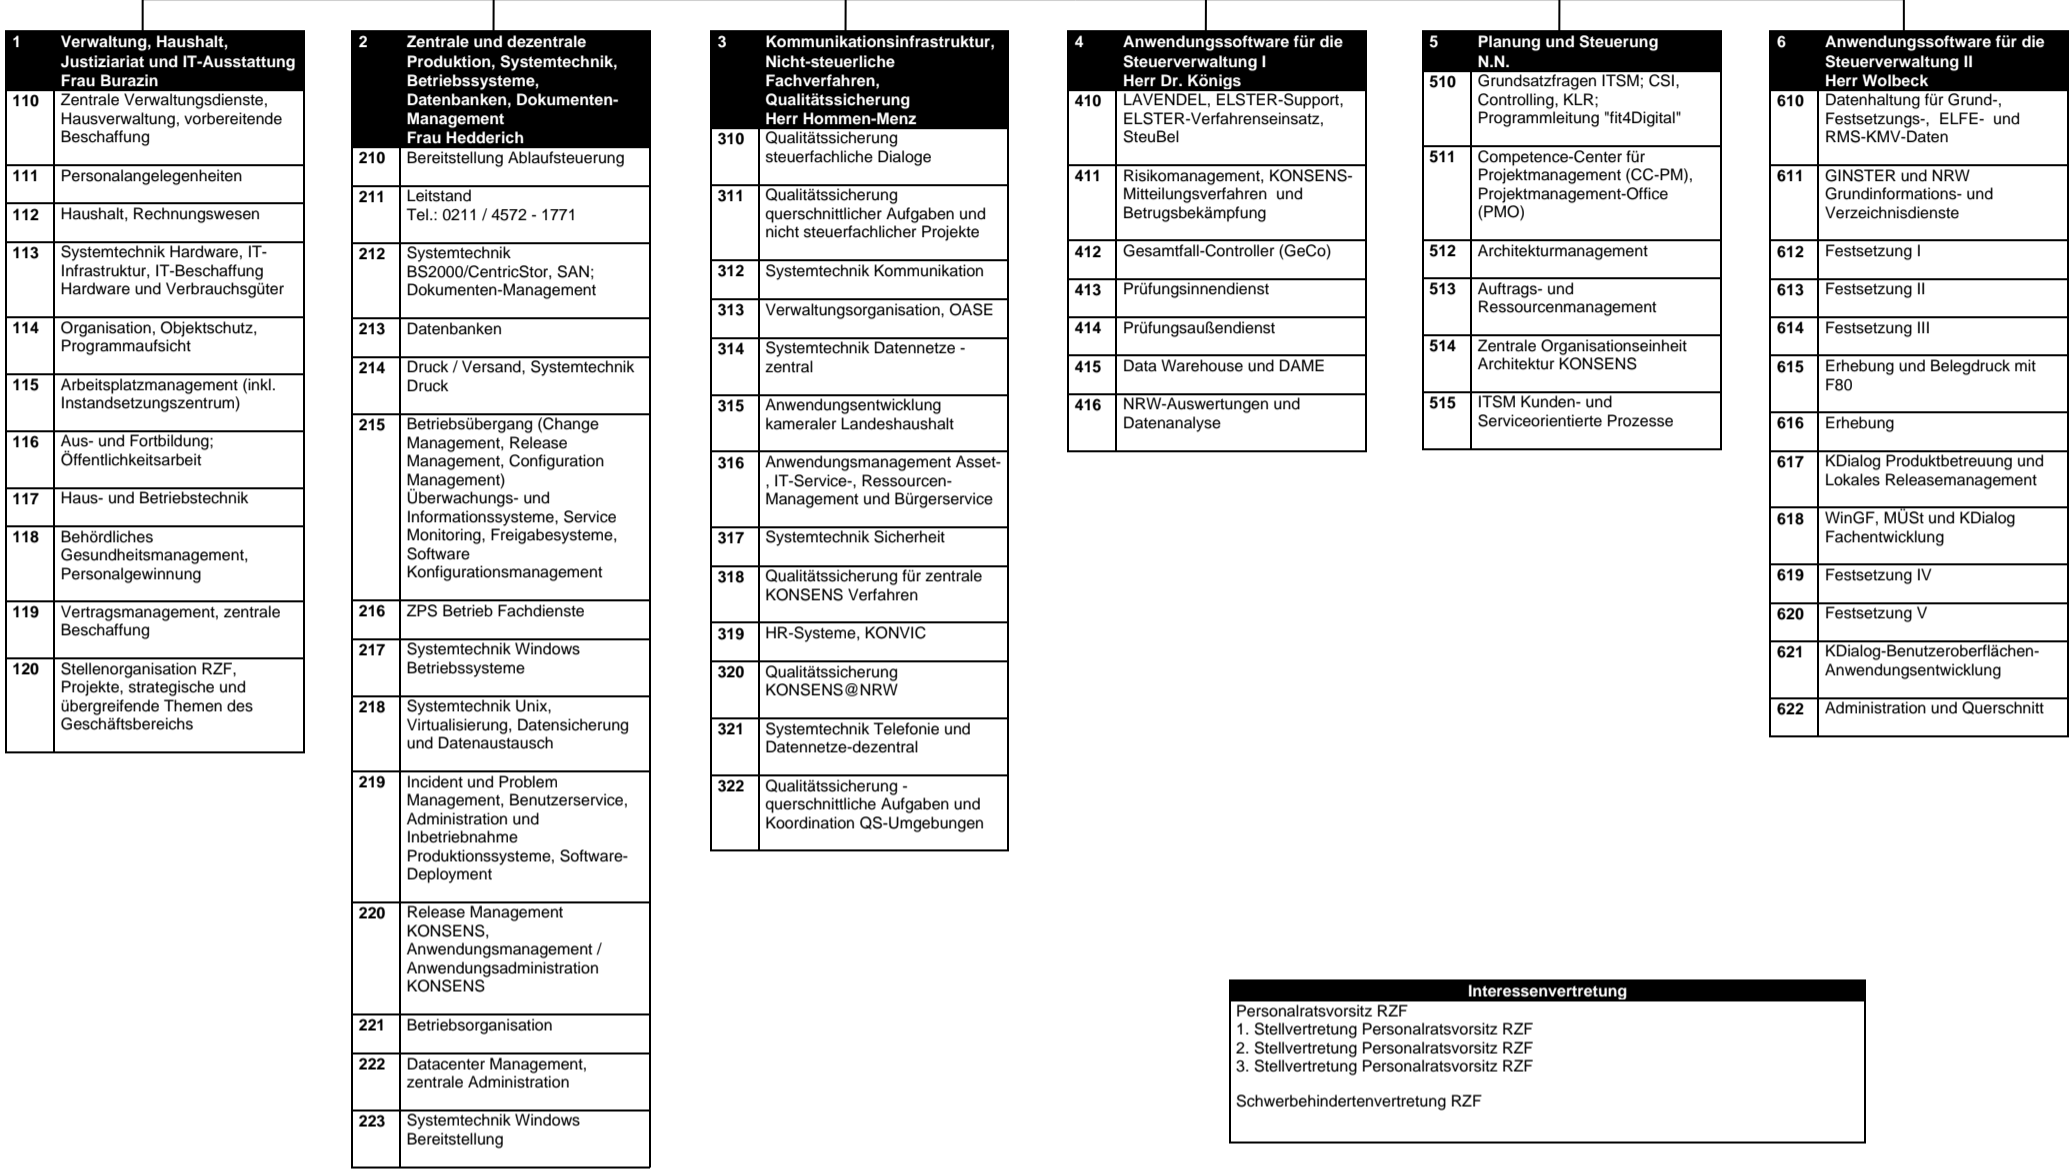 1 Verwaltung, Haushalt,
Justiziariat und IT-Ausstattung
Frau Burazin
110 Zentrale Verwaltungsdienste,
Hausverwaltung, vorbereitende
Beschaffung
111 Personalangelegenheiten
112 Haushalt, Rechnungswesen
113 Systemtechnik Hardware, IT-
Infrastruktur, IT-Beschaffung
Hardware und Verbrauchsgüter
114 Organisation, Objektschutz,
Programmaufsicht
115 Arbeitsplatzmanagement (inkl.
Instandsetzungszentrum)
116 Aus- und Fortbildung;
Öffentlichkeitsarbeit
117 Haus- und Betriebstechnik
118 Behördliches
Gesundheitsmanagement,
Personalgewinnung
119 Vertragsmanagement, zentrale
Beschaffung
120 Stellenorganisation RZF,
Projekte, strategische und
übergreifende Themen des
Geschäftsbereichs
2 Zentrale und dezentrale
Produktion, Systemtechnik,
Betriebssysteme,
Datenbanken, Dokumenten-
Management
Frau Hedderich
210 Bereitstellung Ablaufsteuerung
211 Leitstand
Tel.: 0211 / 4572 - 1771
212 Systemtechnik
BS2000/CentricStor, SAN;
Dokumenten-Management
213 Datenbanken
214 Druck / Versand, Systemtechnik
Druck
215 Betriebsübergang (Change
Management, Release
Management, Configuration
Management)
Überwachungs- und
Informationssysteme, Service
Monitoring, Freigabesysteme,
Software
Konfigurationsmanagement
216 ZPS Betrieb Fachdienste
217 Systemtechnik Windows
Betriebssysteme
218 Systemtechnik Unix,
Virtualisierung, Datensicherung
und Datenaustausch
219 Incident und Problem
Management, Benutzerservice,
Administration und
Inbetriebnahme
Produktionssysteme, Software-
Deployment
220 Release Management
KONSENS,
Anwendungsmanagement /
Anwendungsadministration
KONSENS
221 Betriebsorganisation
222 Datacenter Management,
zentrale Administration
223 Systemtechnik Windows
Bereitstellung
3 Kommunikationsinfrastruktur,
Nicht-steuerliche
Fachverfahren,
Qualitätssicherung
Herr Hommen-Menz
310 Qualitätssicherung
steuerfachliche Dialoge
311 Qualitätssicherung
querschnittlicher Aufgaben und
nicht steuerfachlicher Projekte
312 Systemtechnik Kommunikation
313 Verwaltungsorganisation, OASE
314 Systemtechnik Datennetze -
zentral
315 Anwendungsentwicklung
kameraler Landeshaushalt
316 Anwendungsmanagement Asset-
, IT-Service-, Ressourcen-
Management und Bürgerservice
317 Systemtechnik Sicherheit
318 Qualitätssicherung für zentrale
KONSENS Verfahren
319 HR-Systeme, KONVIC
320 Qualitätssicherung
KONSENS@NRW
321 Systemtechnik Telefonie und
Datennetze-dezentral
322 Qualitätssicherung -
querschnittliche Aufgaben und
Koordination QS-Umgebungen
4 Anwendungssoftware für die
Steuerverwaltung I
Herr Dr. Königs
410 LAVENDEL, ELSTER-Support,
ELSTER-Verfahrenseinsatz,
SteuBel
411 Risikomanagement, KONSENS-
Mitteilungsverfahren und
Betrugsbekämpfung
412 Gesamtfall-Controller (GeCo)
413 Prüfungsinnendienst
414 Prüfungsaußendienst
415 Data Warehouse und DAME
416 NRW-Auswertungen und
Datenanalyse
5 Planung und Steuerung
N.N.
510 Grundsatzfragen ITSM; CSI,
Controlling, KLR;
Programmleitung "fit4Digital"
511 Competence-Center für
Projektmanagement (CC-PM),
Projektmanagement-Office
(PMO)
512 Architekturmanagement
513 Auftrags- und
Ressourcenmanagement
514 Zentrale Organisationseinheit
Architektur KONSENS
515 ITSM Kunden- und
Serviceorientierte Prozesse
6 Anwendungssoftware für die
Steuerverwaltung II
Herr Wolbeck
610 Datenhaltung für Grund-,
Festsetzungs-, ELFE- und
RMS-KMV-Daten
611 GINSTER und NRW
Grundinformations- und
Verzeichnisdienste
612 Festsetzung I
613 Festsetzung II
614 Festsetzung III
615 Erhebung und Belegdruck mit
F80
616 Erhebung
617 KDialog Produktbetreuung und
Lokales Releasemanagement
618 WinGF, MÜSt und KDialog
Fachentwicklung
619 Festsetzung IV
620 Festsetzung V
621 KDialog-Benutzeroberflächen-
Anwendungsentwicklung
622 Administration und Querschnitt
Interessenvertretung
Personalratsvorsitz RZF
1. Stellvertretung Personalratsvorsitz RZF
2. Stellvertretung Personalratsvorsitz RZF
3. Stellvertretung Personalratsvorsitz RZF
Schwerbehindertenvertretung RZF